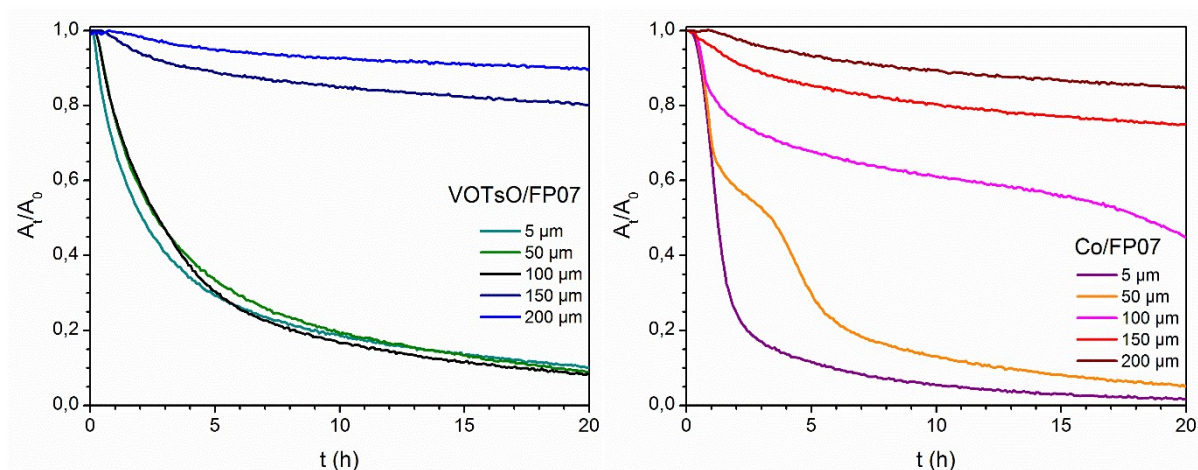 1,0
0,8
0,6
0,4
0,2
0,0
A_t/A_0
VOTsO/FP07
5 µm
50 µm
100 µm
150 µm
200 µm
0 5 10 15 20
t (h)
1,0
0,8
0,6
0,4
0,2
0,0
A_t/A_0
Co/FP07
5 µm
50 µm
100 µm
150 µm
200 µm
0 5 10 15 20
t (h)